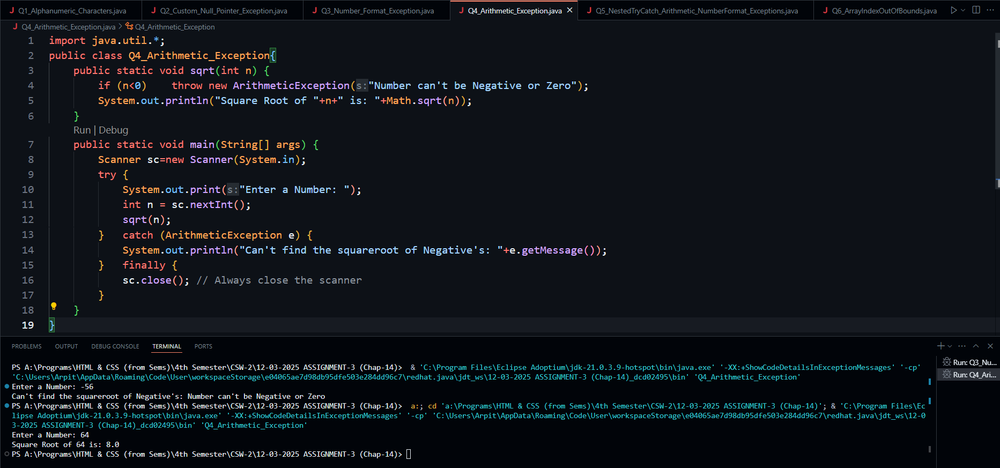 Q1_Alphanumeric_Characters.java Q2_Custom_Null_Pointer_Exception.java Q3_Number_Format_Exception.java Q4_Arithmetic_Exception.java Q5_NestedTryCatch_Arithmetic_NumberFormat_Exceptions.java Q6_ArrayIndexOutOfBounds.java
Q4_Arithmetic_Exception.java > Q4_Arithmetic_Exception
1 import java.util.*;
2 public class Q4_Arithmetic_Exception{
3     public static void sqrt(int n) {
4         if (n<0)    throw new ArithmeticException(s:"Number can't be Negative or Zero");
5         System.out.println("Square Root of "+n+" is: "+Math.sqrt(n));
6     }
Run | Debug
7     public static void main(String[] args) {
8         Scanner sc=new Scanner(System.in);
9         try {
10             System.out.print(s:"Enter a Number: ");
11             int n = sc.nextInt();
12             sqrt(n);
13         }   catch (ArithmeticException e) {
14             System.out.println("Can't find the squareroot of Negative's: "+e.getMessage());
15         }   finally {
16             sc.close(); // Always close the scanner
17         }
18     }
19 }
PROBLEMS OUTPUT DEBUG CONSOLE TERMINAL PORTS
PS A:\Programs\HTML & CSS (from Sems)\4th Semester\CSW-2\12-03-2025 ASSIGNMENT-3 (Chap-14)>  & 'C:\Program Files\Eclipse Adoptium\jdk-21.0.3.9-hotspot\bin\java.exe' '-XX:+ShowCodeDetailsInExceptionMessages' '-cp'
'C:\Users\Arpit\AppData\Roaming\Code\User\workspaceStorage\e04065ae7d98db95dfe503e284dd96c7\redhat.java\jdt_ws\12-03-2025 ASSIGNMENT-3 (Chap-14)_dcd02495\bin' 'Q4_Arithmetic_Exception'
Enter a Number: -56
Can't find the squareroot of Negative's: Number can't be Negative or Zero
PS A:\Programs\HTML & CSS (from Sems)\4th Semester\CSW-2\12-03-2025 ASSIGNMENT-3 (Chap-14)>  a:; cd 'a:\Programs\HTML & CSS (from Sems)\4th Semester\CSW-2\12-03-2025 ASSIGNMENT-3 (Chap-14)'; & 'C:\Program Files\Ec
lipse Adoptium\jdk-21.0.3.9-hotspot\bin\java.exe' '-XX:+ShowCodeDetailsInExceptionMessages' '-cp' 'C:\Users\Arpit\AppData\Roaming\Code\User\workspaceStorage\e04065ae7d98db95dfe503e284dd96c7\redhat.java\jdt_ws\12-0
3-2025 ASSIGNMENT-3 (Chap-14)_dcd02495\bin' 'Q4_Arithmetic_Exception'
Enter a Number: 64
Square Root of 64 is: 8.0
PS A:\Programs\HTML & CSS (from Sems)\4th Semester\CSW-2\12-03-2025 ASSIGNMENT-3 (Chap-14)>
Run: Q3_Nu...
Run: Q4_Ari...